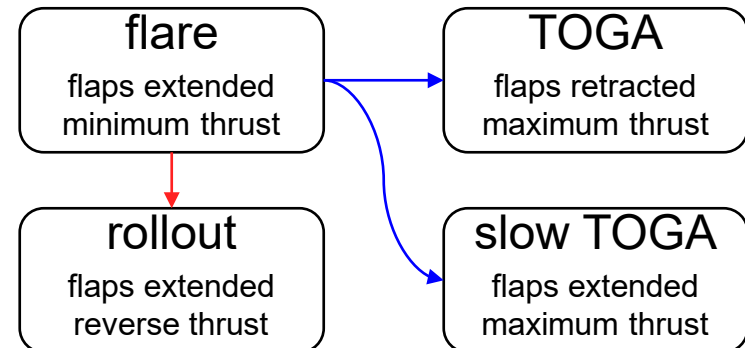 flare
flaps extended
minimum thrust
TOGA
flaps retracted
maximum thrust
rollout
flaps extended
reverse thrust
slow TOGA
flaps extended
maximum thrust